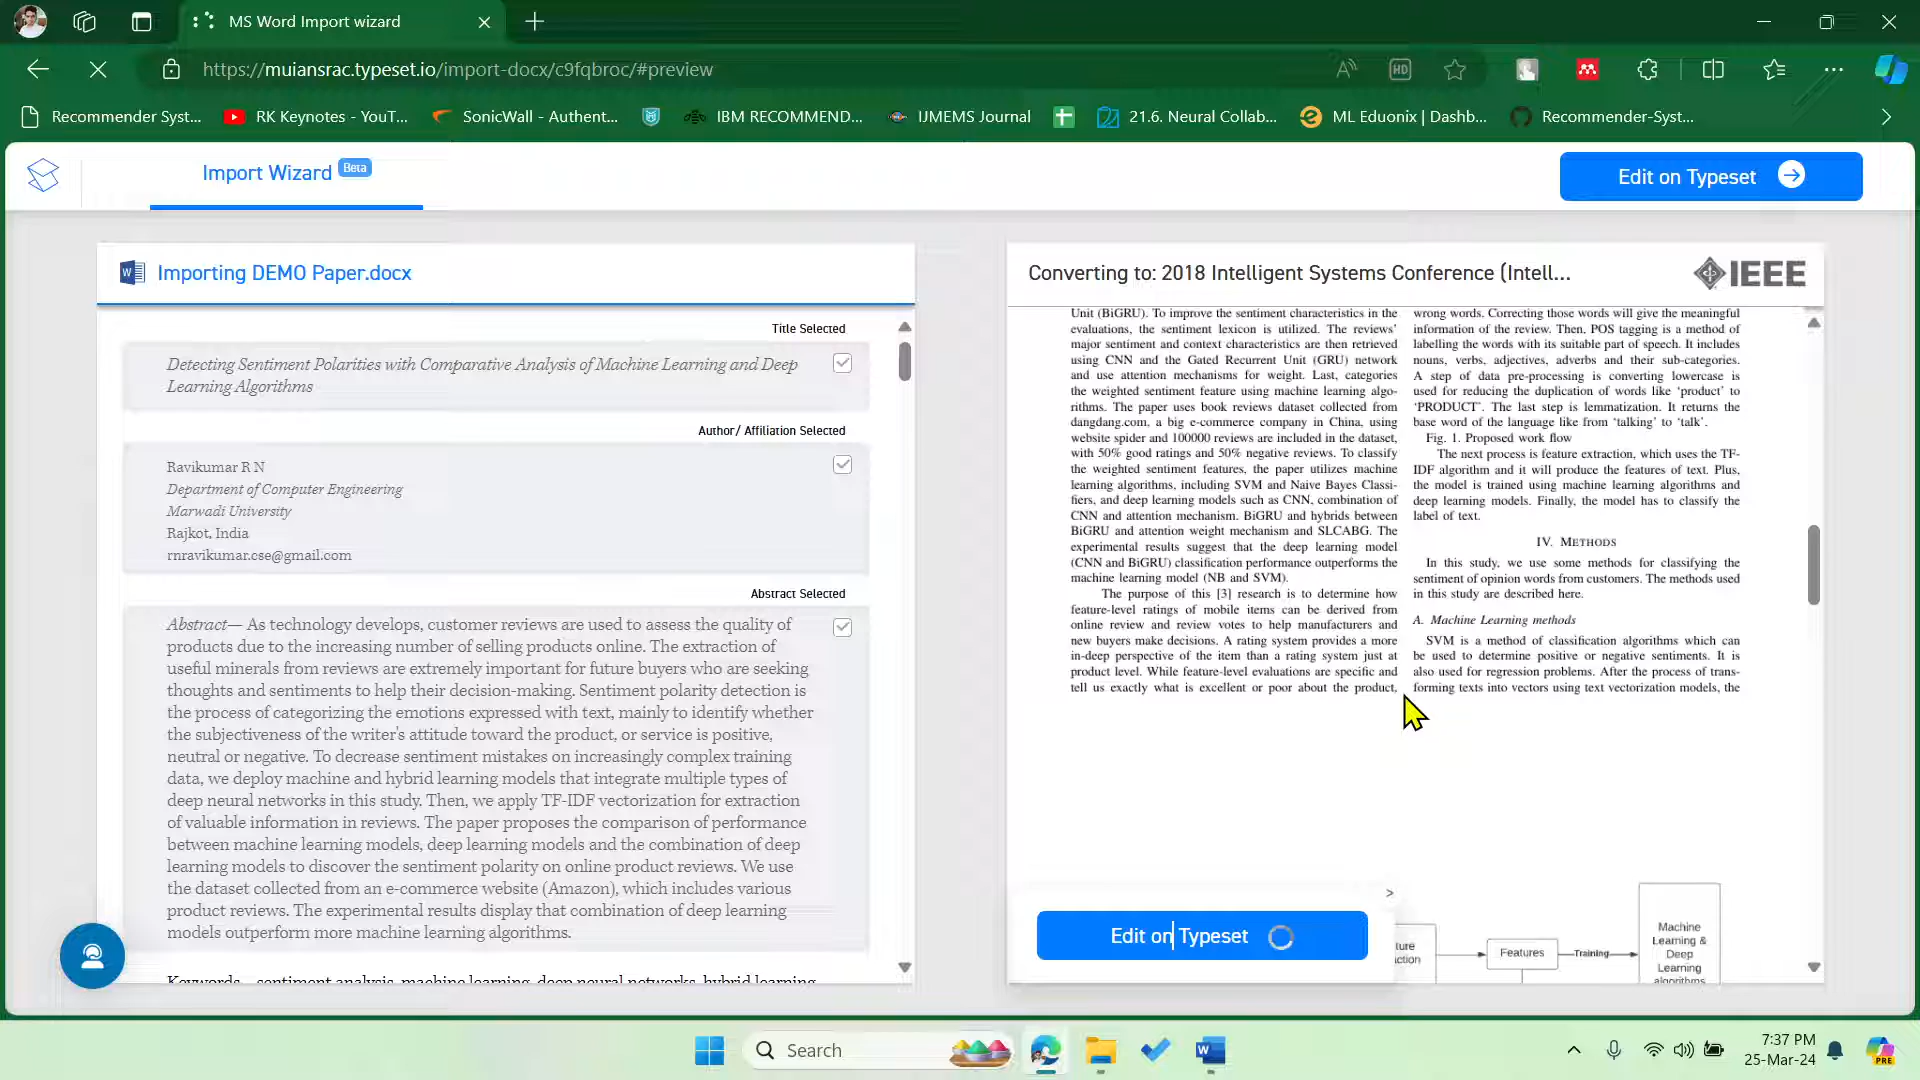 MS Word Import wizard
https://muiansrac.typeset.io/import-docx/c9fqbroc/#preview
HD
Recommender Syst...
RK Keynotes - YouT...
SonicWall - Authent...
IBM RECOMMEND...
IJMEMS Journal
21.6. Neural Collab...
ML Eduonix | Dashb...
Recommender-Syst...
Import Wizard Beta
Edit on Typeset
Importing DEMO Paper.docx
Title Selected
Detecting Sentiment Polarities with Comparative Analysis of Machine Learning and Deep
Learning Algorithms
Author/ Affiliation Selected
Ravikumar R N
Department of Computer Engineering
Marwadi University
Rajkot, India
rnravikumar.cse@gmail.com
Abstract Selected
Abstract— As technology develops, customer reviews are used to assess the quality of
products due to the increasing number of selling products online. The extraction of
useful minerals from reviews are extremely important for future buyers who are seeking
thoughts and sentiments to help their decision-making. Sentiment polarity detection is
the process of categorizing the emotions expressed with text, mainly to identify whether
the subjectiveness of the writer's attitude toward the product, or service is positive,
neutral or negative. To decrease sentiment mistakes on increasingly complex training
data, we deploy machine and hybrid learning models that integrate multiple types of
deep neural networks in this study. Then, we apply TF-IDF vectorization for extraction
of valuable information in reviews. The paper proposes the comparison of performance
between machine learning models, deep learning models and the combination of deep
learning models to discover the sentiment polarity on online product reviews. We use
the dataset collected from an e-commerce website (Amazon), which includes various
product reviews. The experimental results display that combination of deep learning
models outperform more machine learning algorithms.
Keywords— sentiment analysis, machine learning, deep neural networks, hybrid learning
Converting to: 2018 Intelligent Systems Conference (Intell...
IEEE
Unit (BiGRU). To improve the sentiment characteristics in the
evaluations, the sentiment lexicon is utilized. The reviews'
major sentiment and context characteristics are then retrieved
using CNN and the Gated Recurrent Unit (GRU) network
and use attention mechanisms for weight. Last, categories
the weighted sentiment feature using machine learning algo-
rithms. The paper uses book reviews dataset collected from
dangdang.com, a big e-commerce company in China, using
website spider and 100000 reviews are included in the dataset,
with 50% good ratings and 50% negative reviews. To classify
the weighted sentiment features, the paper utilizes machine
learning algorithms, including SVM and Naive Bayes Classi-
fiers, and deep learning models such as CNN, combination of
CNN and attention mechanism. BiGRU and hybrids between
BiGRU and attention weight mechanism and SLCABG. The
experimental results suggest that the deep learning model
(CNN and BiGRU) classification performance outperforms the
machine learning model (NB and SVM).
The purpose of this [3] research is to determine how
feature-level ratings of mobile items can be derived from
online review and review votes to help manufacturers and
new buyers make decisions. A rating system provides a more
in-deep perspective of the item than a rating system just at
product level. While feature-level evaluations are specific and
tell us exactly what is excellent or poor about the product,
wrong words. Correcting those words will give the meaningful
information of the review. Then, POS tagging is a method of
labelling the words with its suitable part of speech. It includes
nouns, verbs, adjectives, adverbs and their sub-categories.
A step of data pre-processing is converting lowercase is
used for reducing the duplication of words like 'product' to
'PRODUCT'. The last step is lemmatization. It returns the
base word of the language like from 'talking' to 'talk'.
Fig. 1. Proposed work flow
The next process is feature extraction, which uses the TF-
IDF algorithm and it will produce the features of text. Plus,
the model is trained using machine learning algorithms and
deep learning models. Finally, the model has to classify the
label of text.
IV. METHODS
In this study, we use some methods for classifying the
sentiment of opinion words from customers. The methods used
in this study are described here.
A. Machine Learning methods
SVM is a method of classification algorithms which can
be used to determine positive or negative sentiments. It is
also used for regression problems. After the process of trans-
forming texts into vectors using text vectorization models, the
Edit on Typeset
ture
ction
Features
Training
Machine
Learning &
Deep
Learning
algorithms
Search
7:37 PM
25-Mar-24
PRE